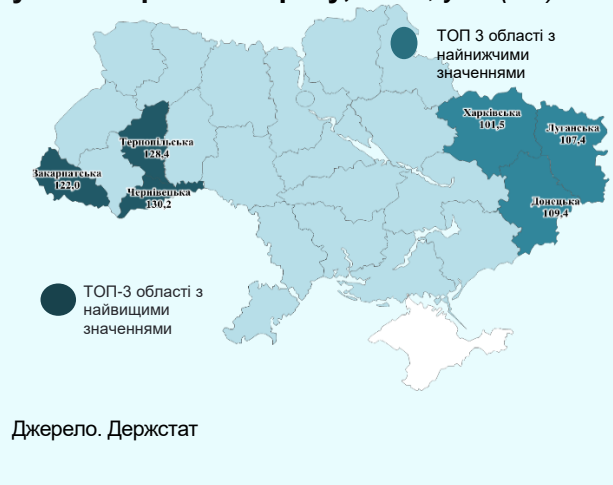 ТОП 3 області з
найнижчими
значеннями
Харківська
101,5
Луганська
107,4
Тернопільська
128,4
Закарпатська
122,0
Чернівецька
130,2
Донецька
109,4
ТОП-3 області з
найвищими
значеннями
Джерело. Держстат